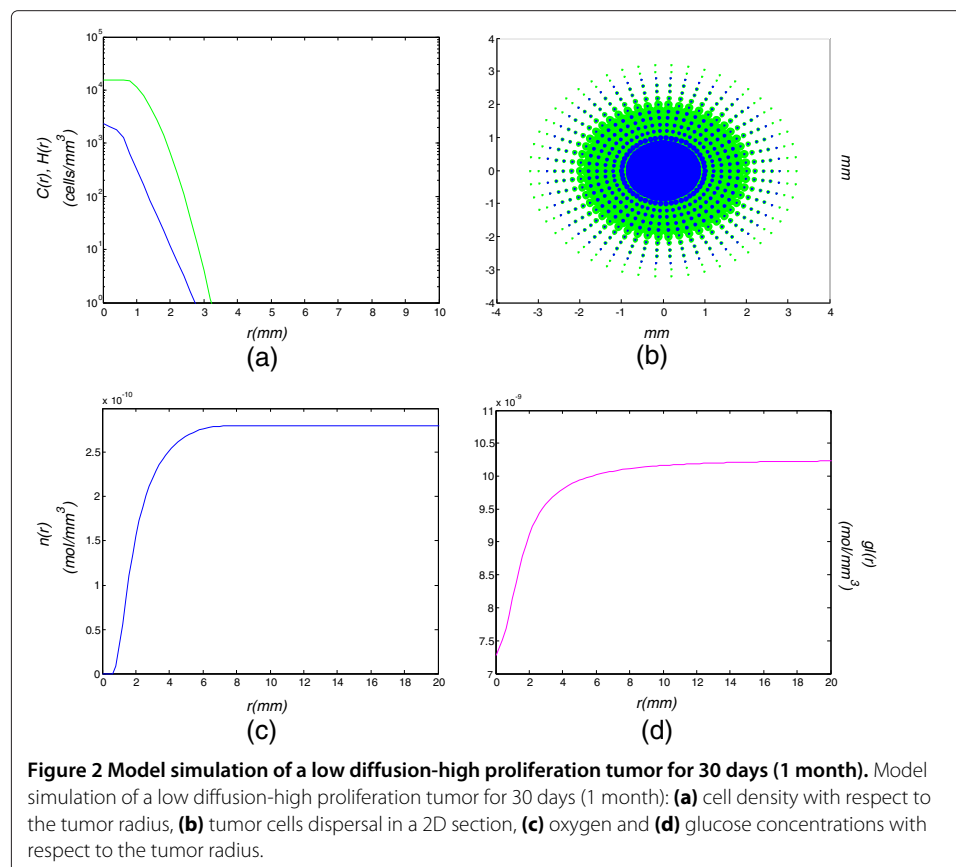 10^5
10^4
10^3
10^2
10^1
10^0
C(r), H(r)
(cells/mm^3)
0 1 2 3 4 5 6 7 8 9 10
r(mm)
(a)
4
3
2
1
0
-1
-2
-3
-4
-4 -3 -2 -1 0 1 2 3 4
mm
mm
(b)
x 10^-10
2.5
2
1.5
1
0.5
0
n(r)
(mol/mm^3)
0 2 4 6 8 10 12 14 16 18 20
r(mm)
(c)
x 10^-9
11
10.5
10
9.5
9
8.5
8
7.5
7
0 2 4 6 8 10 12 14 16 18 20
r(mm)
gl(r)
(mol/mm^3)
(d)
Figure 2 Model simulation of a low diffusion-high proliferation tumor for 30 days (1 month). Model
simulation of a low diffusion-high proliferation tumor for 30 days (1 month): (a) cell density with respect to
the tumor radius, (b) tumor cells dispersal in a 2D section, (c) oxygen and (d) glucose concentrations with
respect to the tumor radius.